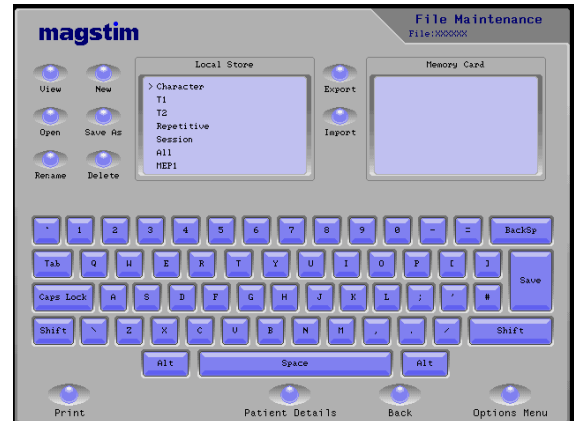 magstim
File Maintenance
File:XXXXXX
Local Store
Memory Card
View New
Export
> Character
T1
T2
Repetitive
Session
All
MEP1
Open Save As
Import
Rename Delete
` 1 2 3 4 5 6 7 8 9 0 - = BackSp
Tab Q W E R T Y U I O P [ ]
Save
Caps Lock A S D F G H J K L ; ' #
Shift \ Z X C V B N M , . / Shift
Alt Space Alt
Print Patient Details Back Options Menu